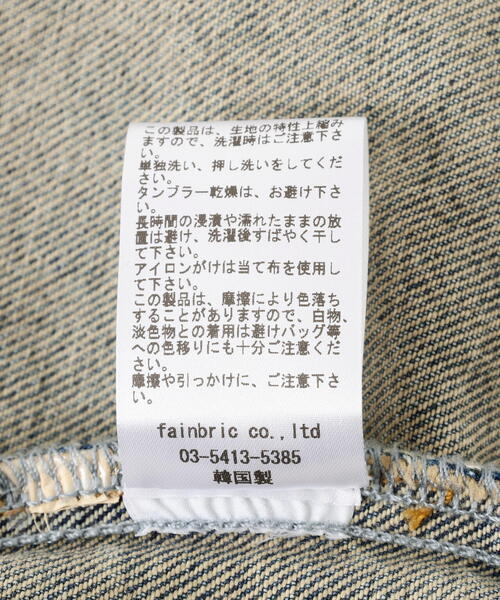 この製品は、生地の特性上縮み
ますので、洗濯時はご注意下さ
い。
単独洗い、押し洗いをしてくだ
さい。
タンブラー乾燥は、お避け下さ
い。
長時間の浸漬や濡れたままの放
置は避け、洗濯後すばやく干し
て下さい。
アイロンがけは当て布を使用し
て下さい。
この製品は、摩擦により色落ち
することがありますので、白物、
淡色物との着用は避けバッグ等
への色移りにも十分ご注意くだ
さい。
摩擦や引っかけに、ご注意下さ
い。
fainbric co.,ltd
03-5413-5385
韓国製